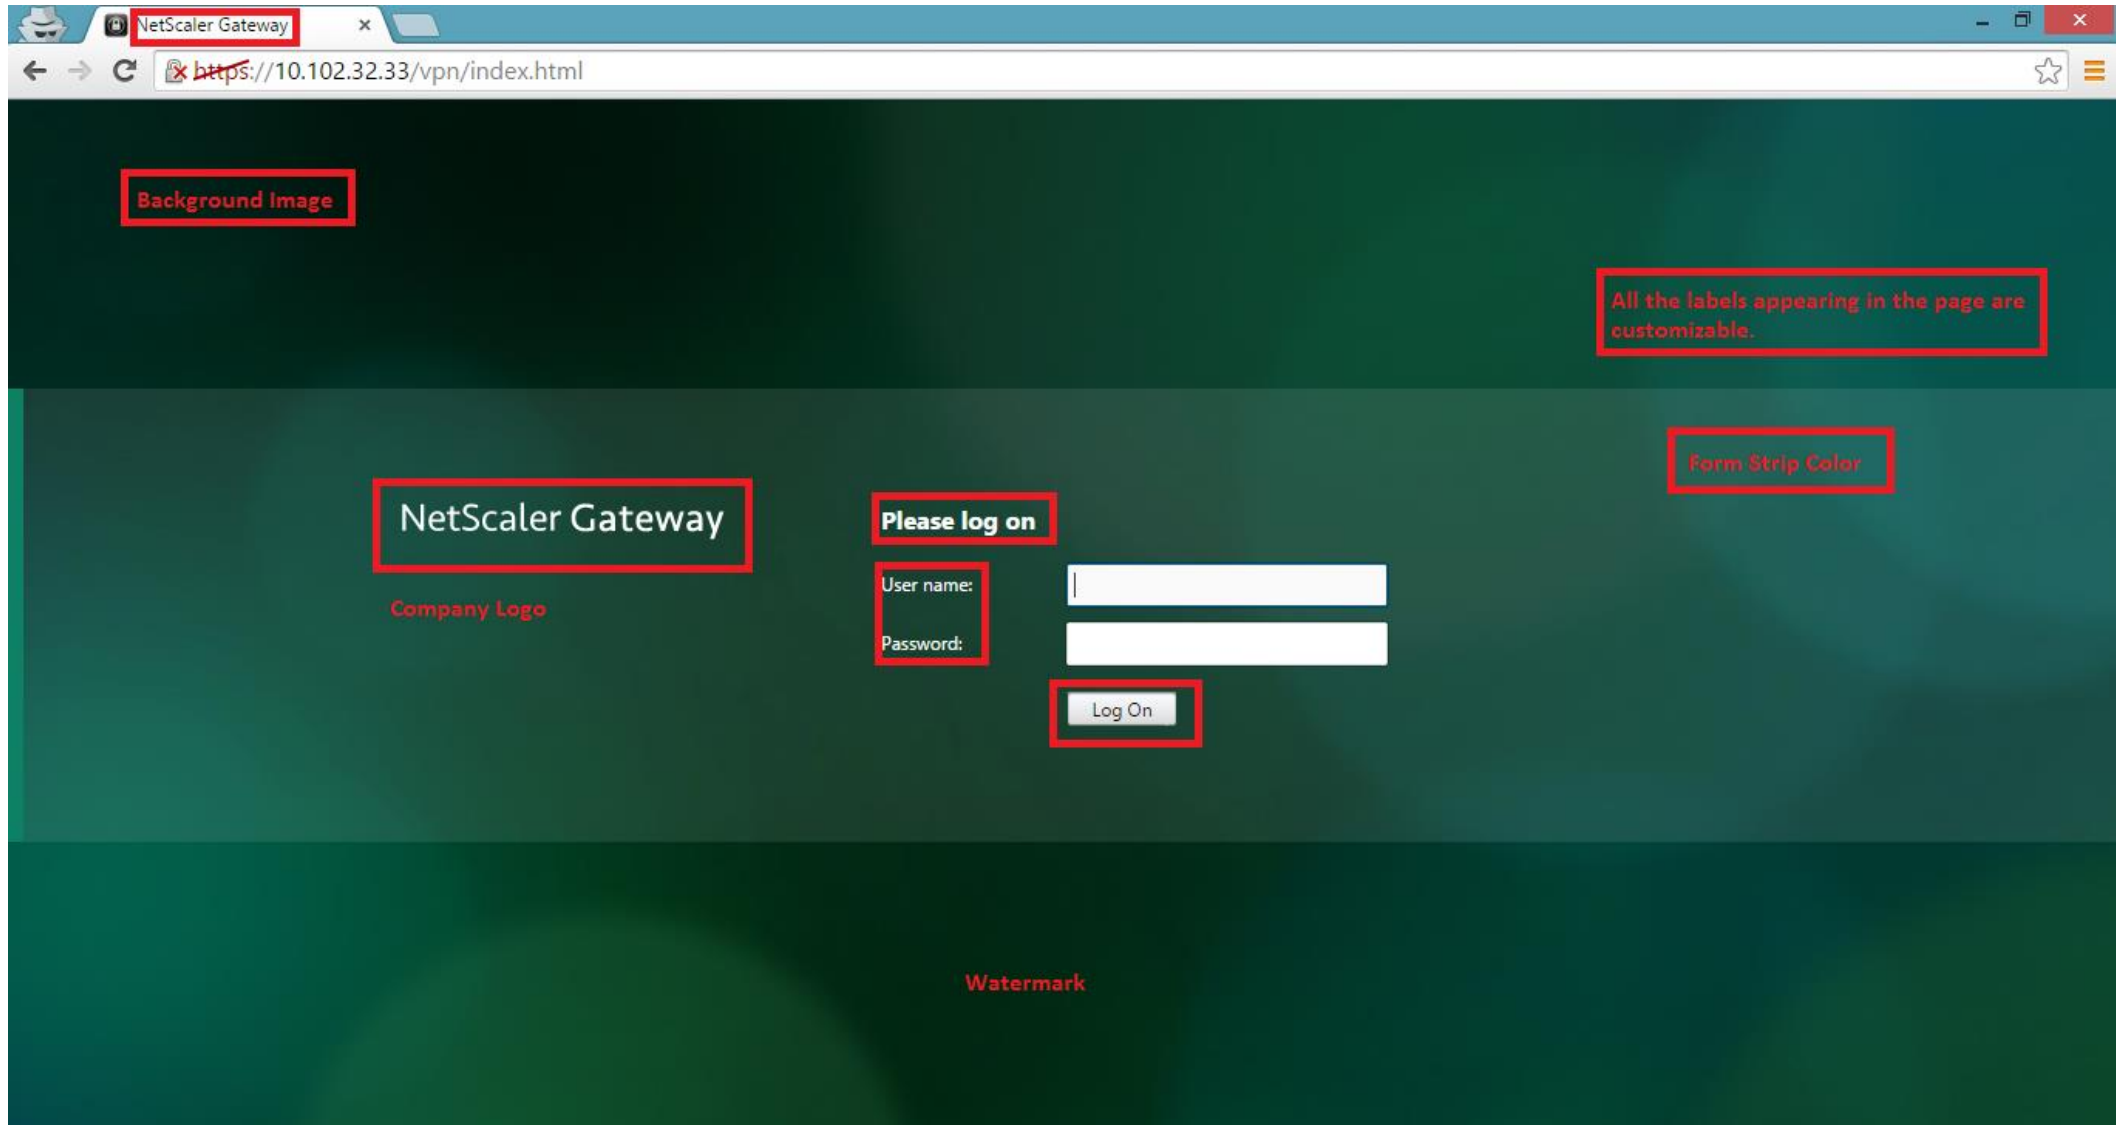 NetScaler Gateway
https://10.102.32.33/vpn/index.html
Background Image
All the labels appearing in the page are
customizable.
Form Strip Color
NetScaler Gateway
Please log on
User name:
Company Logo
Password:
Log On
Watermark